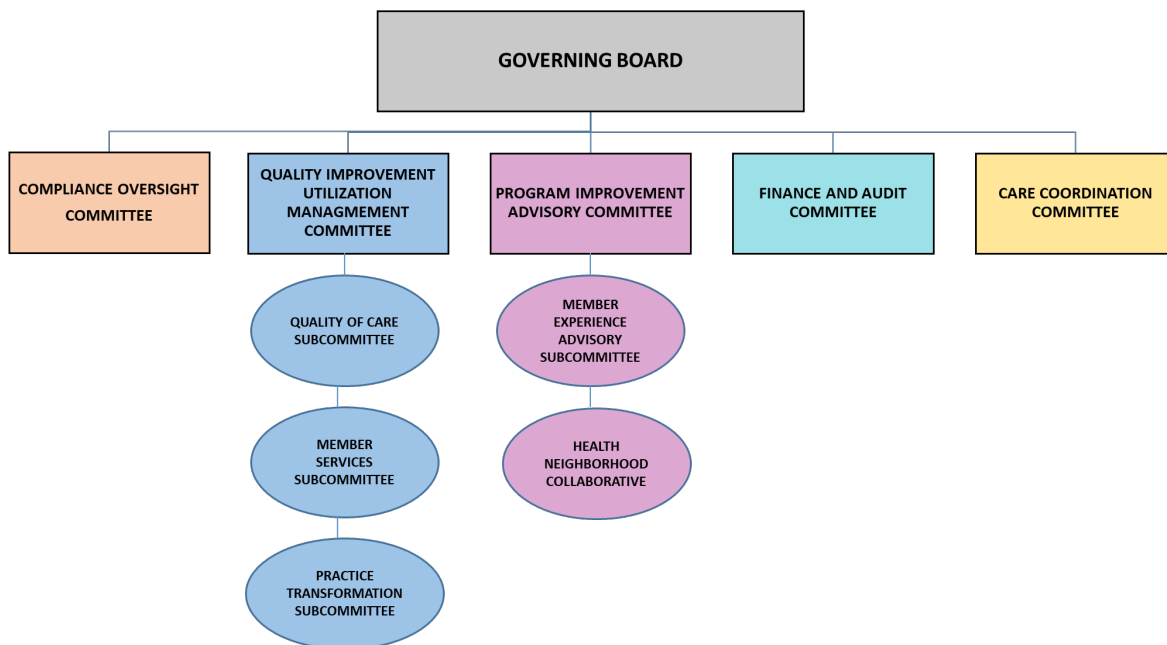 GOVERNING BOARD
COMPLIANCE OVERSIGHT
COMMITTEE
QUALITY IMPROVEMENT
UTILIZATION
MANAGMEMENT
COMMITTEE
PROGRAM IMPROVEMENT
ADVISORY COMMITTEE
FINANCE AND AUDIT
COMMITTEE
CARE COORDINATION
COMMITTEE
QUALITY OF CARE
SUBCOMMITTEE
MEMBER
EXPERIENCE
ADVISORY
SUBCOMMITTEE
MEMBER
SERVICES
SUBCOMMITTEE
HEALTH
NEIGHBORHOOD
COLLABORATIVE
PRACTICE
TRANSFORMATION
SUBCOMMITTEE